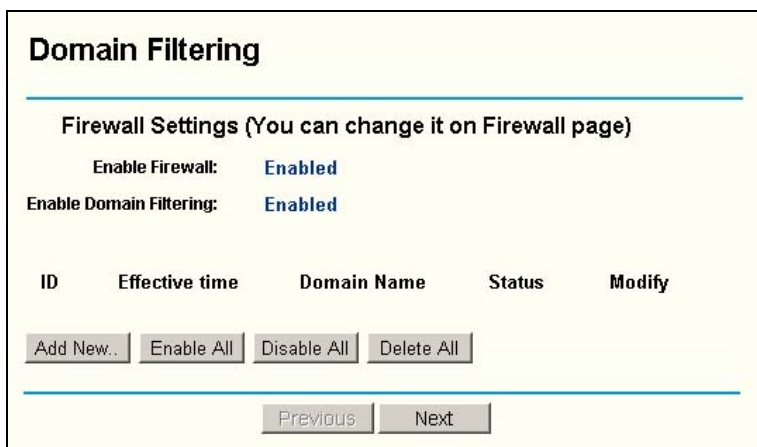 Domain Filtering
Firewall Settings (You can change it on Firewall page)
Enable Firewall: Enabled
Enable Domain Filtering: Enabled
ID Effective time Domain Name Status Modify
Add New.. Enable All Disable All Delete All
Previous Next